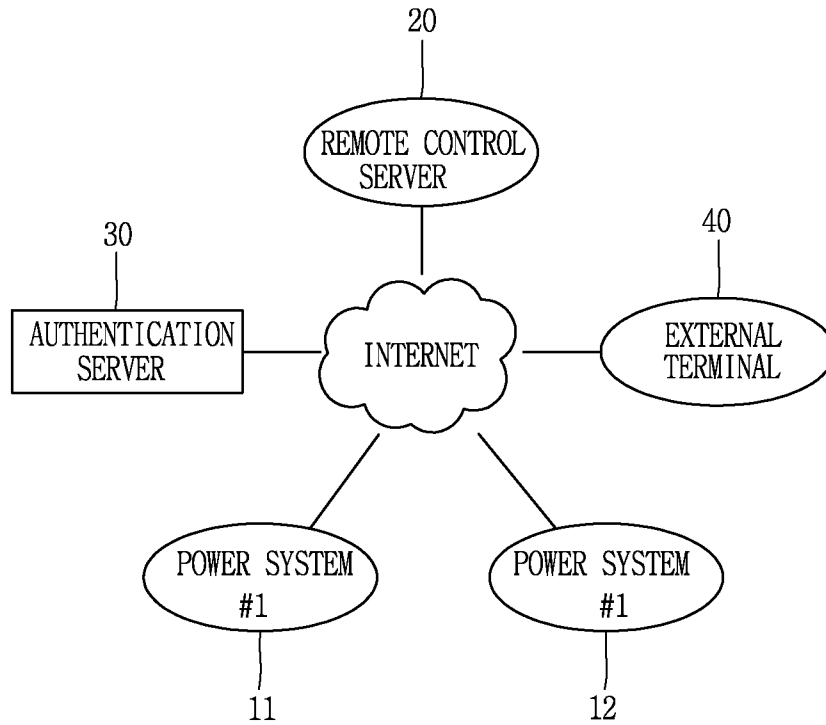 20
REMOTE CONTROL
SERVER
30
40
AUTHENTICATION
SERVER
INTERNET
EXTERNAL
TERMINAL
POWER SYSTEM
#1
POWER SYSTEM
#1
11
12